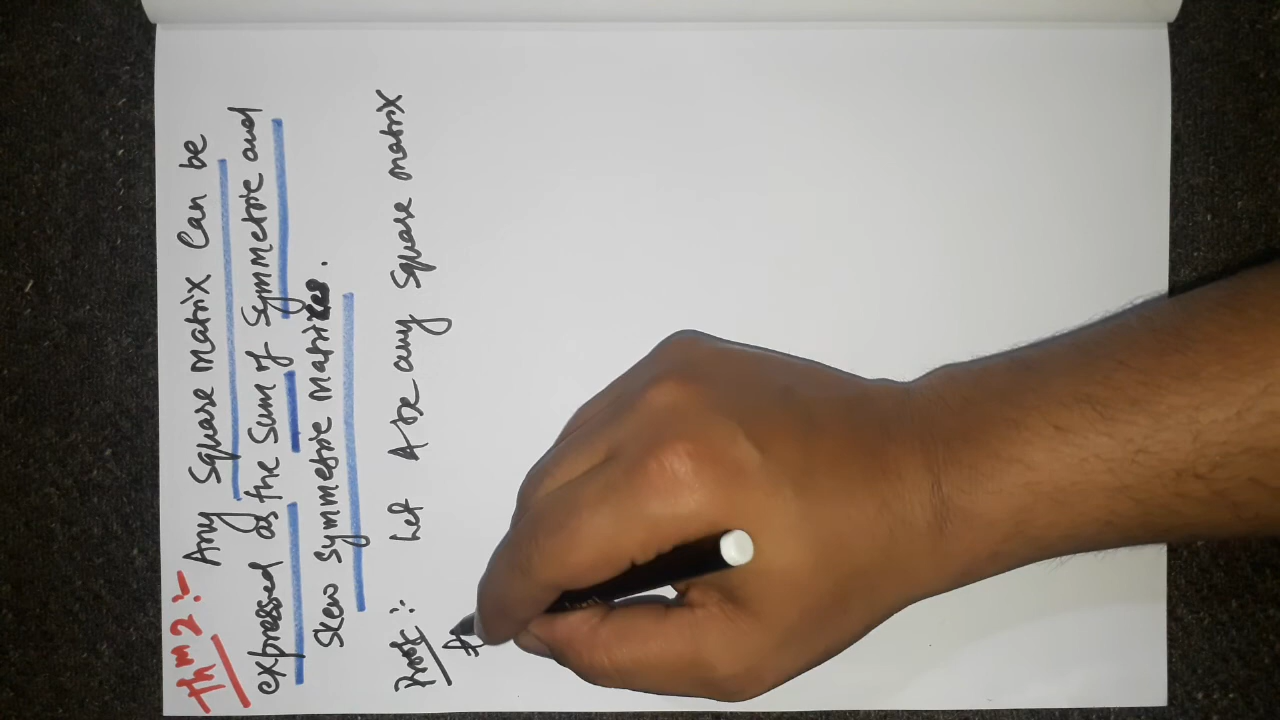 Thm 2:- Any Square matrix Can be
expressed as the Sum of Symmetric and
Skew Symmetric matrices.
Proof:- Let A be any Square matrix